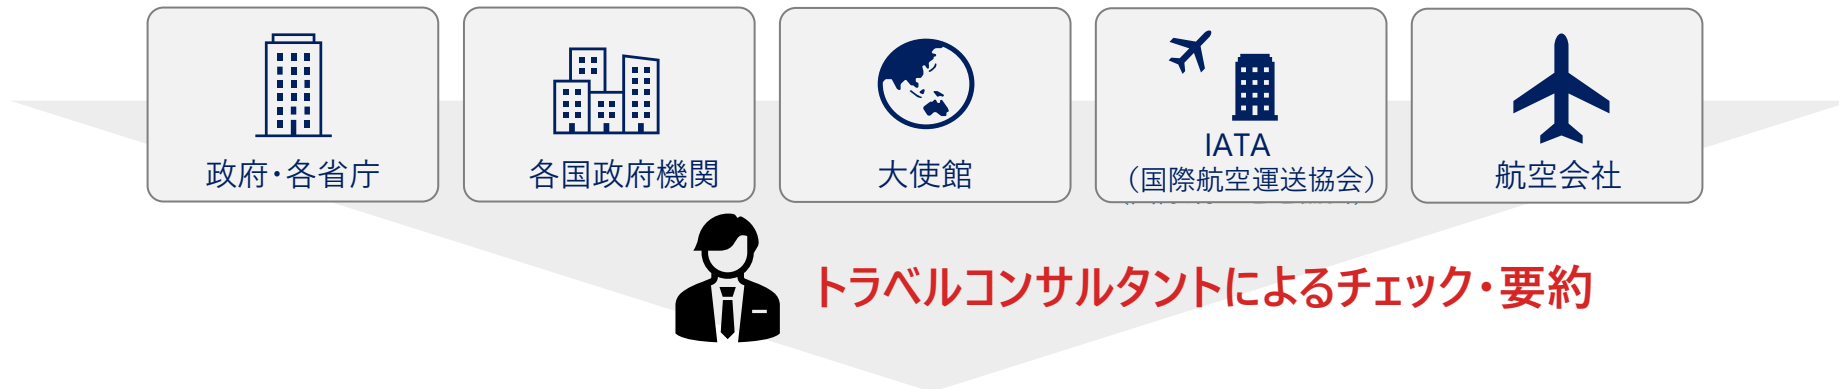 政府・各省庁
各国政府機関
大使館
IATA
（国際航空運送協会）
航空会社
トラベルコンサルタントによるチェック・要約